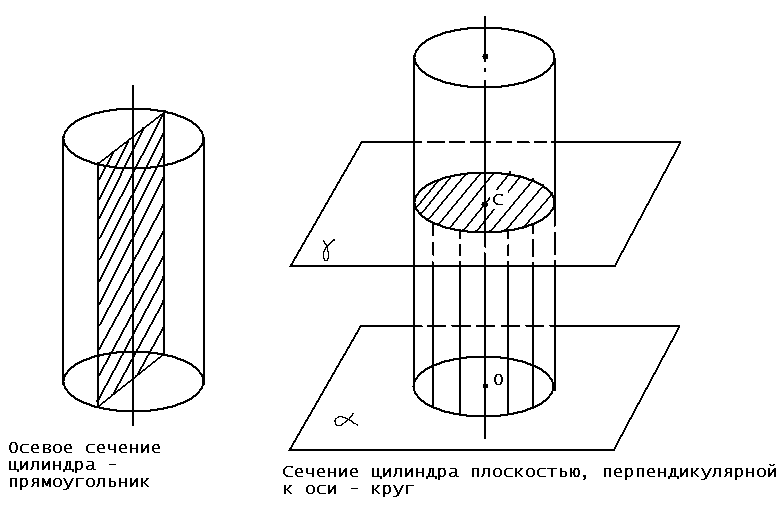 C
γ
O
α
Осевое сечение
цилиндра -
прямоугольник
Сечение цилиндра плоскостью, перпендикулярной
к оси - круг